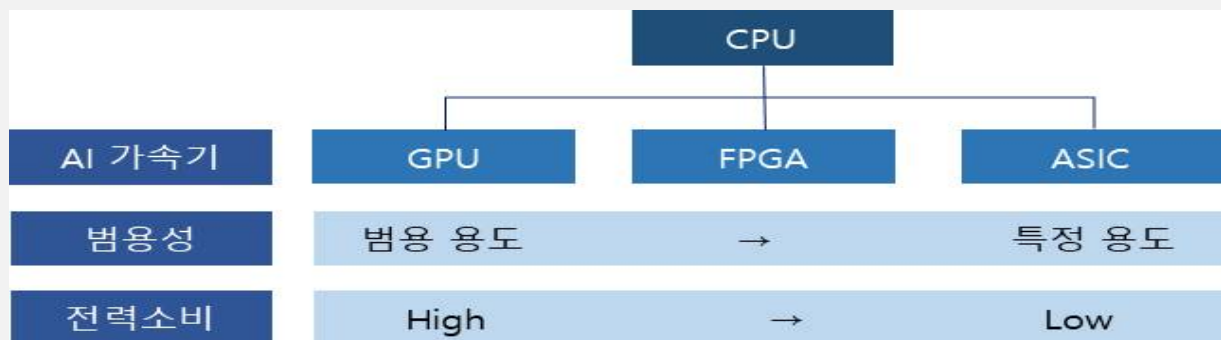 CPU
AI 가속기 GPU FPGA ASIC
범용성 범용 용도 → 특정 용도
전력소비 High → Low